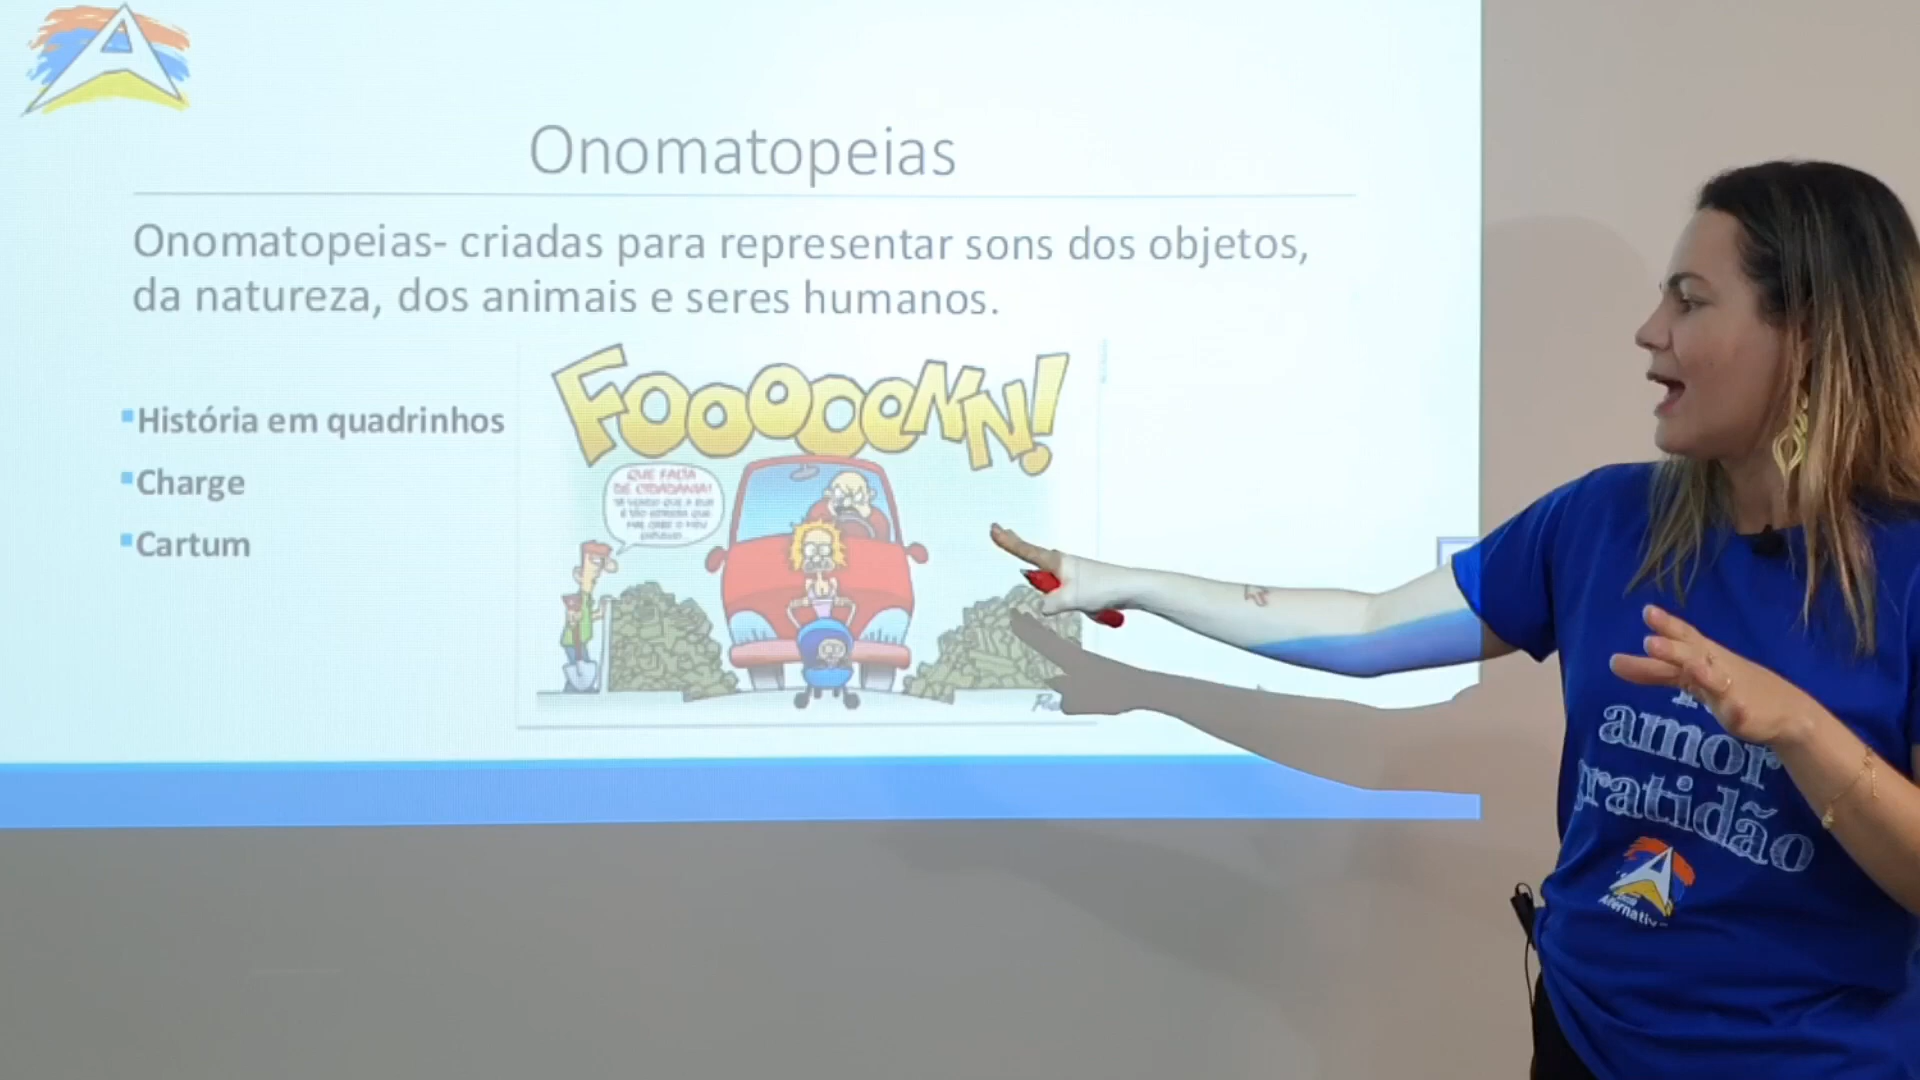 Onomatopeias
Onomatopeias- criadas para representar sons dos objetos,
da natureza, dos animais e seres humanos.
História em quadrinhos
Charge
Cartum
FOOOOONN!
QUE FALTA
DE CIDADANIA!
amor
gratidão